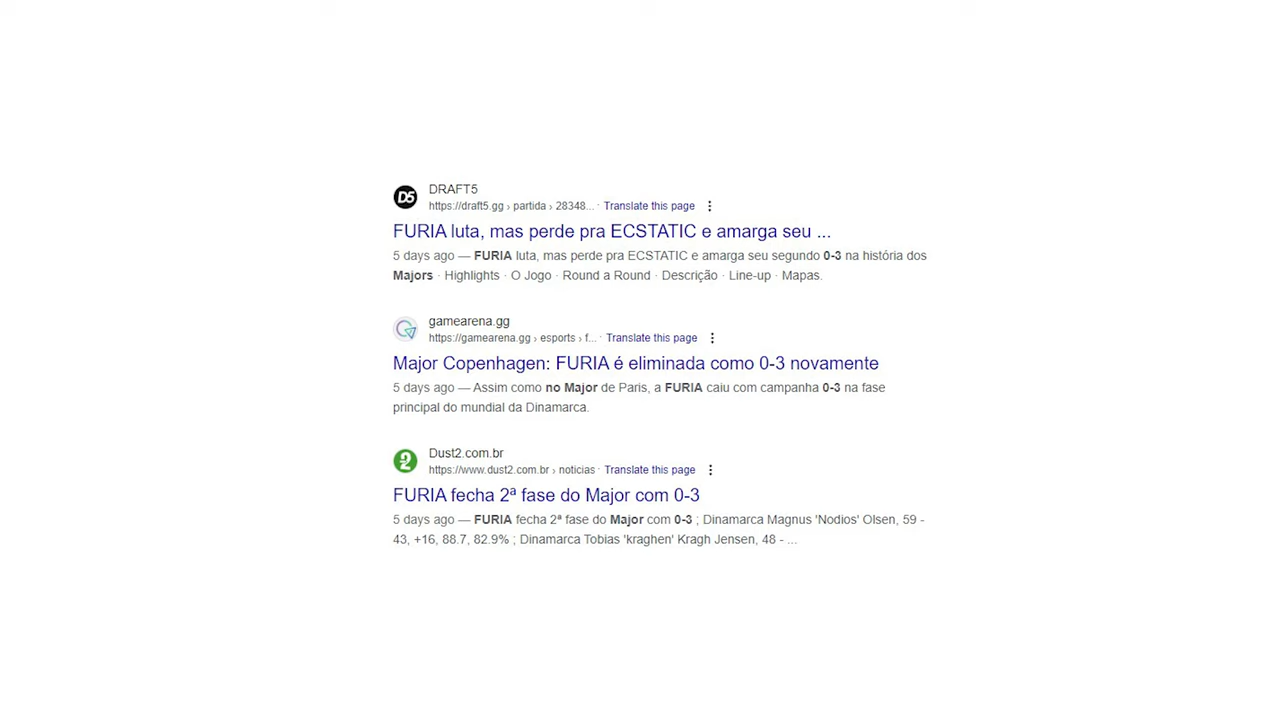 D5 DRAFT5
https://draft5.gg › partida › 28348... · Translate this page
FURIA luta, mas perde pra ECSTATIC e amarga seu ...
5 days ago — FURIA luta, mas perde pra ECSTATIC e amarga seu segundo 0-3 na história dos
Majors · Highlights · O Jogo · Round a Round · Descrição · Line-up · Mapas.
gamearena.gg
https://gamearena.gg › esports › f... · Translate this page
Major Copenhagen: FURIA é eliminada como 0-3 novamente
5 days ago — Assim como no Major de Paris, a FURIA caiu com campanha 0-3 na fase
principal do mundial da Dinamarca.
2 Dust2.com.br
https://www.dust2.com.br › noticias · Translate this page
FURIA fecha 2ª fase do Major com 0-3
5 days ago — FURIA fecha 2ª fase do Major com 0-3 ; Dinamarca Magnus 'Nodios' Olsen, 59 -
43, +16, 88.7, 82.9% ; Dinamarca Tobias 'kraghen' Kragh Jensen, 48 - ...